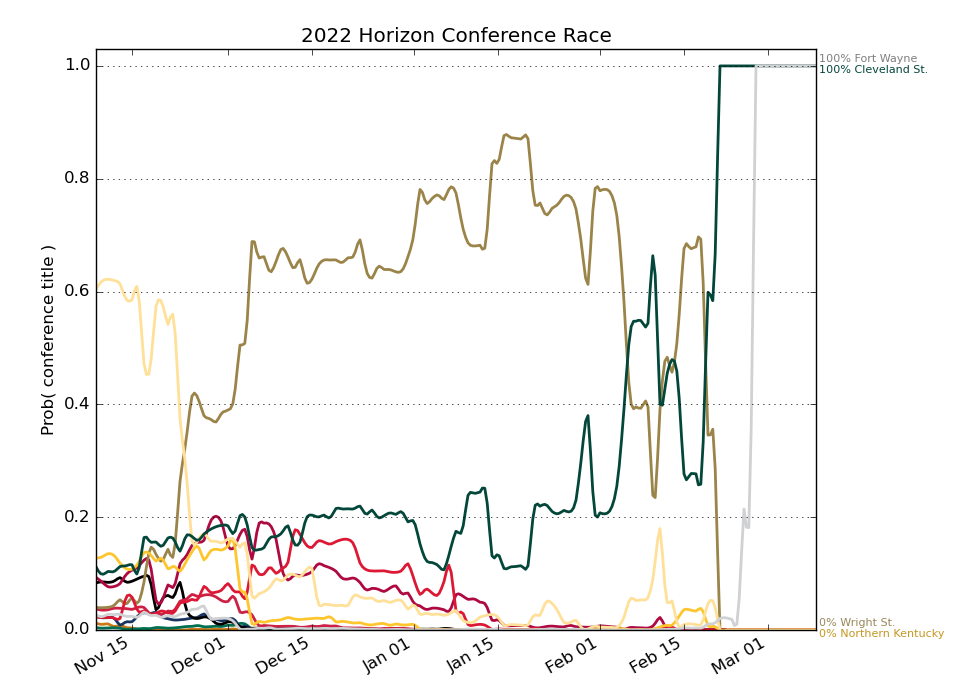 2022 Horizon Conference Race
1.0
0.8
0.6
0.4
0.2
0.0
Prob( conference title )
100% Fort Wayne
100% Cleveland St.
0% Wright St.
0% Northern Kentucky
Nov 15
Dec 01
Dec 15
Jan 01
Jan 15
Feb 01
Feb 15
Mar 01